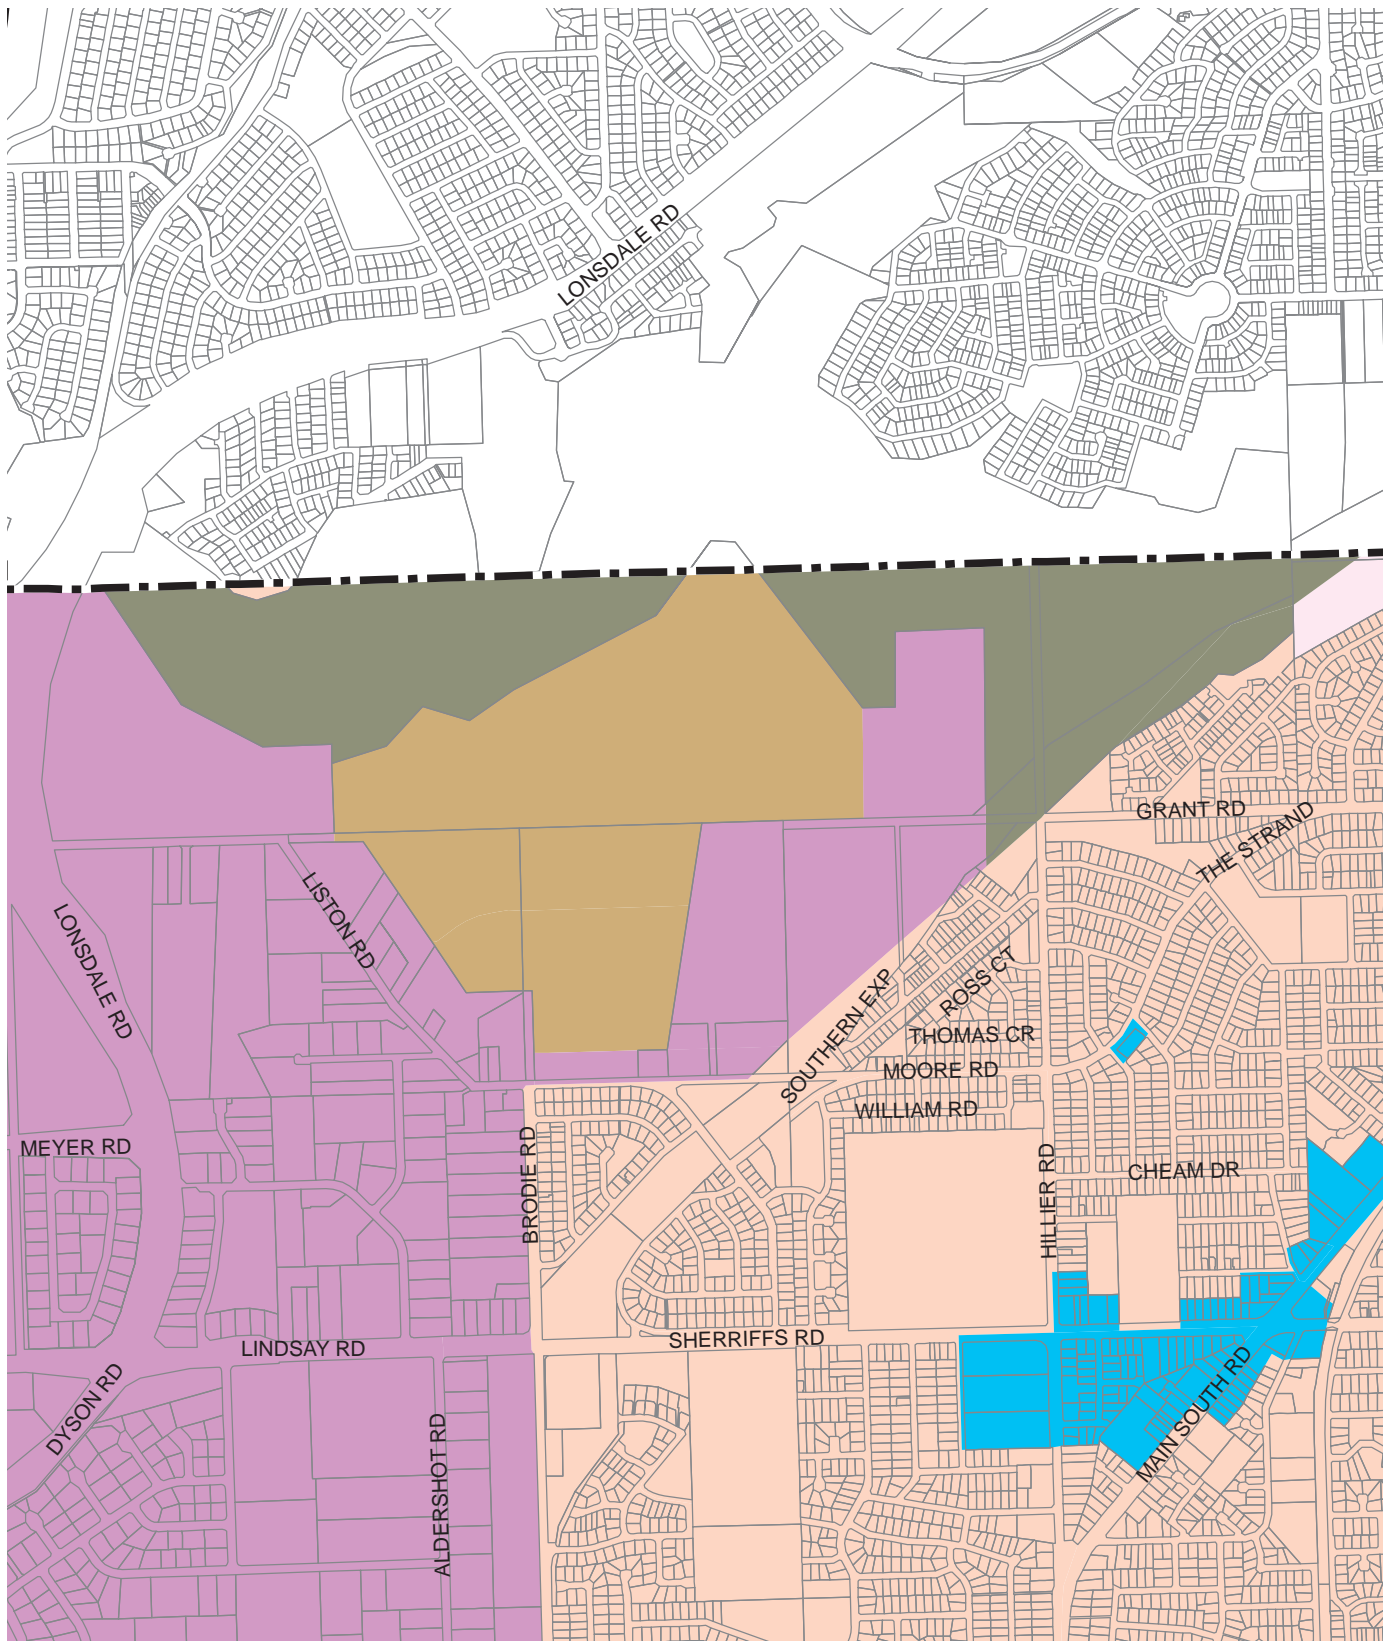 LONSDALE RD
GRANT RD
THE STRAND
LISTON RD
LONSDALE RD
SOUTHERN EXP
ROSS CT
THOMAS CR
MOORE RD
WILLIAM RD
MEYER RD
BRODIE RD
HILLIER RD
CHEAM DR
LINDSAY RD
SHERRIFFS RD
DYSON RD
ALDERSHOT RD
MAIN SOUTH RD